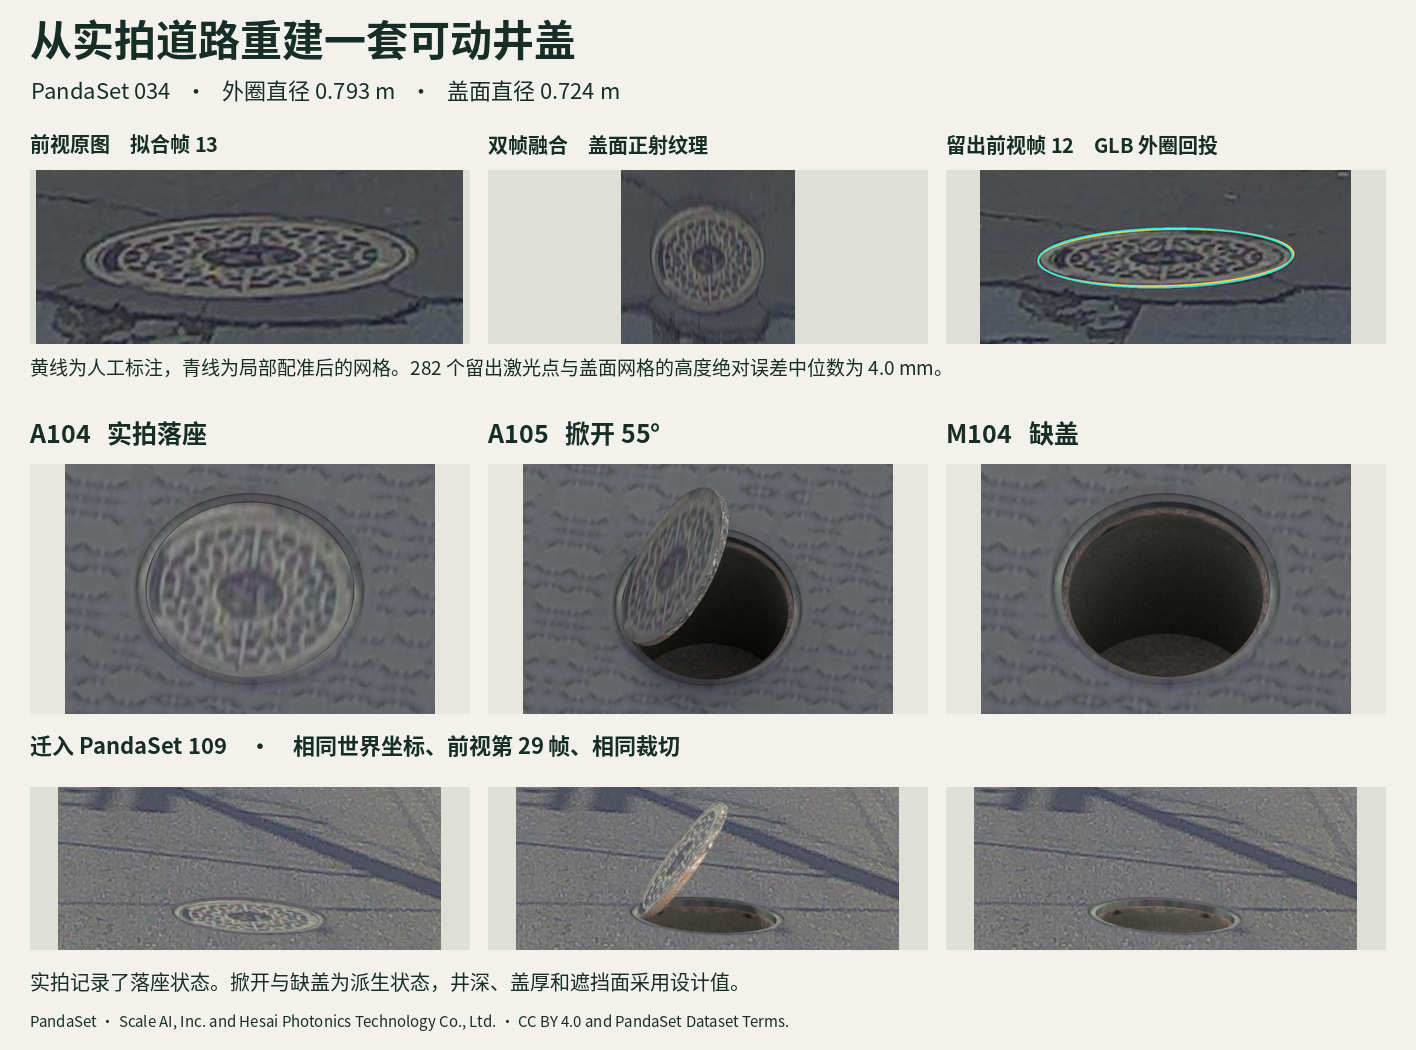 从实拍道路重建一套可动井盖
PandaSet 034 · 外圈直径 0.793 m · 盖面直径 0.724 m
前视原图 拟合帧 13
双帧融合 盖面正射纹理
留出前视帧 12 GLB 外圈回投
黄线为人工标注，青线为局部配准后的网格。282 个留出激光点与盖面网格的高度绝对误差中位数为 4.0 mm。
A104 实拍落座
A105 掀开 55°
M104 缺盖
迁入 PandaSet 109 · 相同世界坐标、前视第 29 帧、相同裁切
实拍记录了落座状态。掀开与缺盖为派生状态，井深、盖厚和遮挡面采用设计值。
PandaSet · Scale AI, Inc. and Hesai Photonics Technology Co., Ltd. · CC BY 4.0 and PandaSet Dataset Terms.